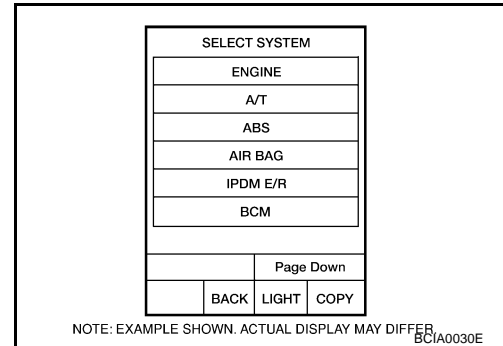 SELECT SYSTEM
ENGINE
A/T
ABS
AIR BAG
IPDM E/R
BCM
Page Down
BACK LIGHT COPY
NOTE: EXAMPLE SHOWN. ACTUAL DISPLAY MAY DIFFER.
BCIA0030E